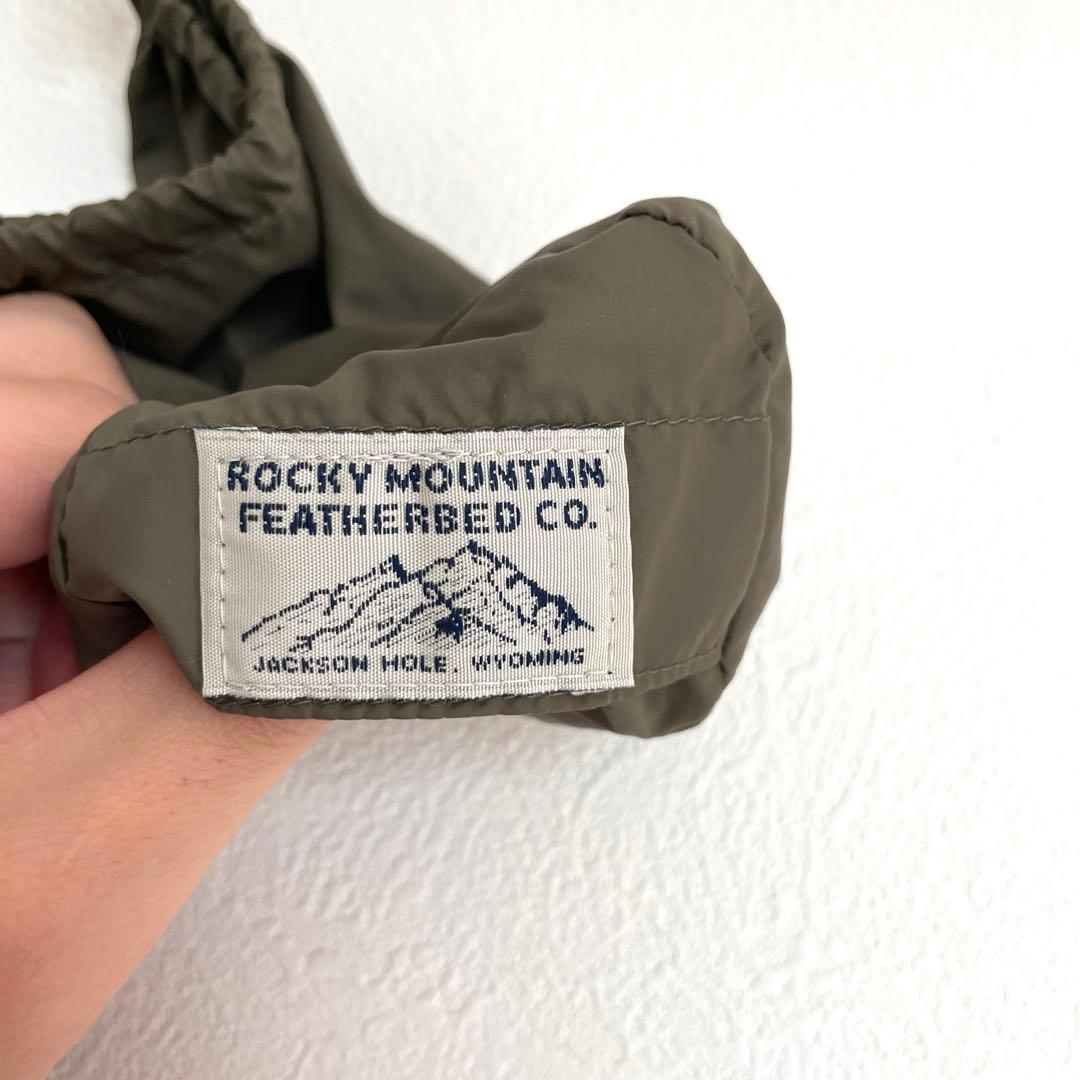 ROCKY MOUNTAIN
FEATHERBED CO.
JACKSON HOLE. WYOMING